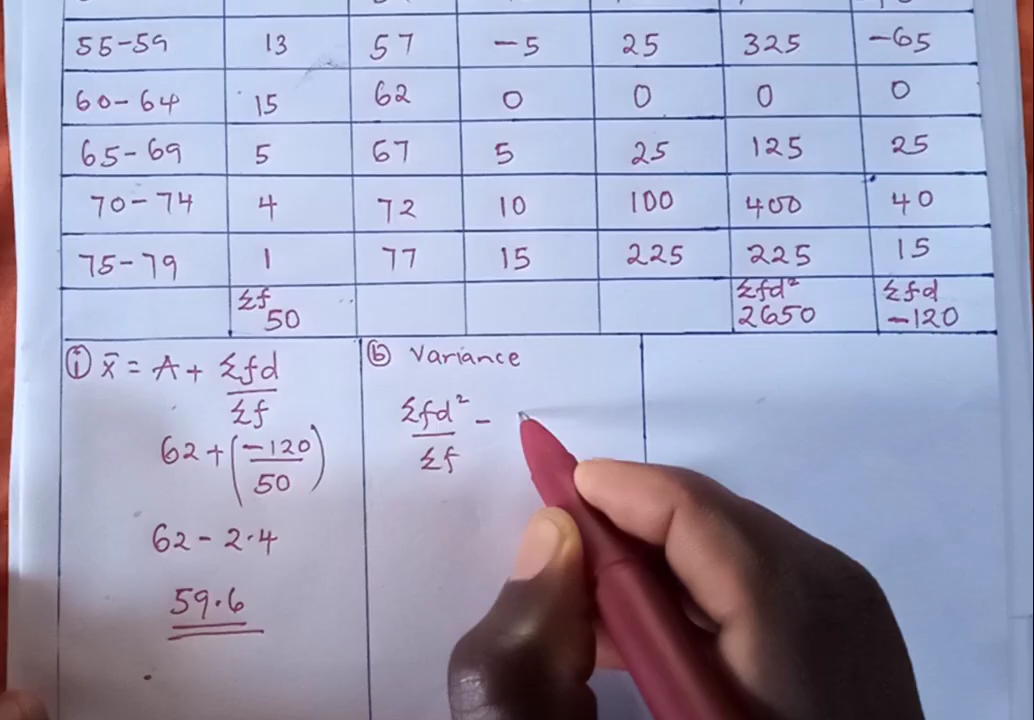 55-59 13 57 -5 25 325 -65
60-64 15 62 0 0 0 0
65-69 5 67 5 25 125 25
70-74 4 72 10 100 400 40
75-79 1 77 15 225 225 15
Σf 50 Σfd² 2650 Σfd -120
(i) x̄ = A + Σfd/Σf
62 + (-120/50)
62 - 2.4
59.6
(b) Variance
Σfd²/Σf -